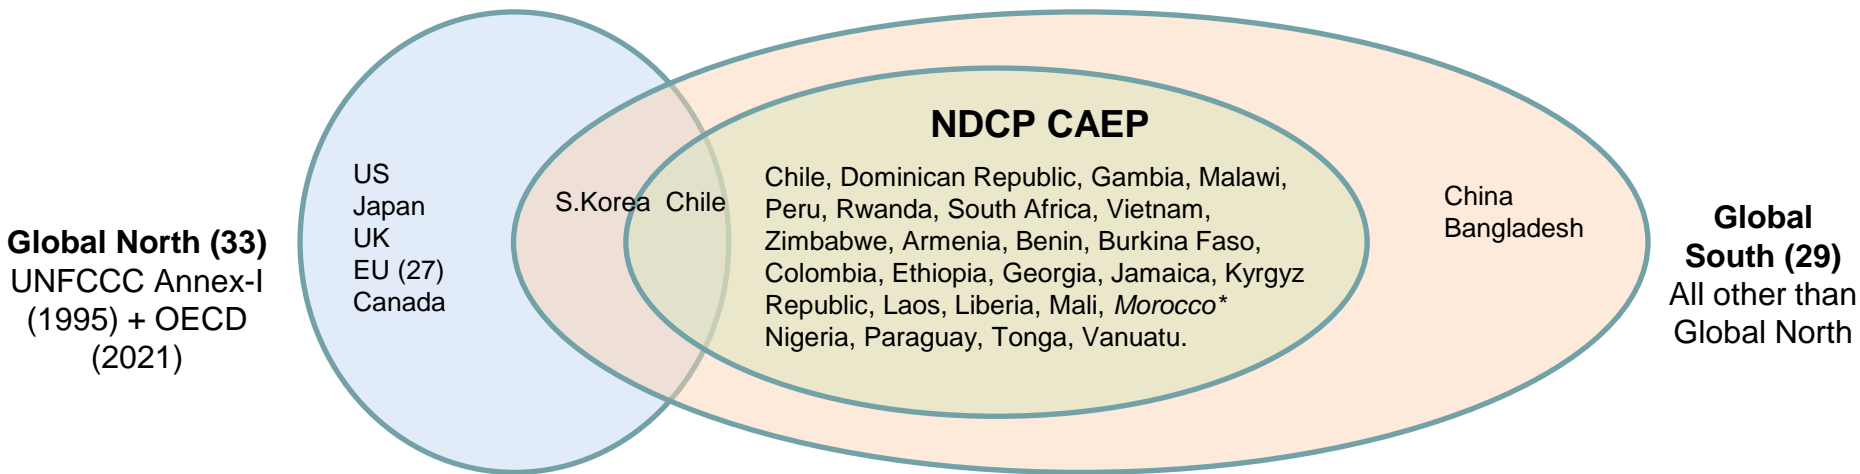 Global North (33)
UNFCCC Annex-I
(1995) + OECD
(2021)
US
Japan
UK
EU (27)
Canada
S.Korea
Chile
NDCP CAEP
Chile, Dominican Republic, Gambia, Malawi,
Peru, Rwanda, South Africa, Vietnam,
Zimbabwe, Armenia, Benin, Burkina Faso,
Colombia, Ethiopia, Georgia, Jamaica, Kyrgyz
Republic, Laos, Liberia, Mali, Morocco*
Nigeria, Paraguay, Tonga, Vanuatu.
China
Bangladesh
Global
South (29)
All other than
Global North